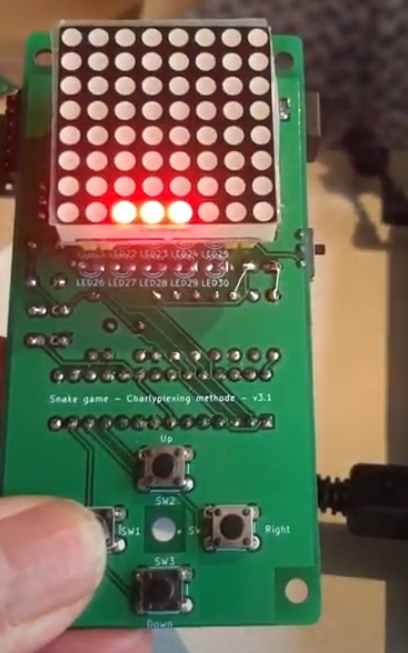 LED22 LED23 LED24 LED25
LED26 LED27 LED28 LED29 LED30
Snake game - Charlyplexing methode - v3.1
Up
SW2
SW1
Right
SW3
Down